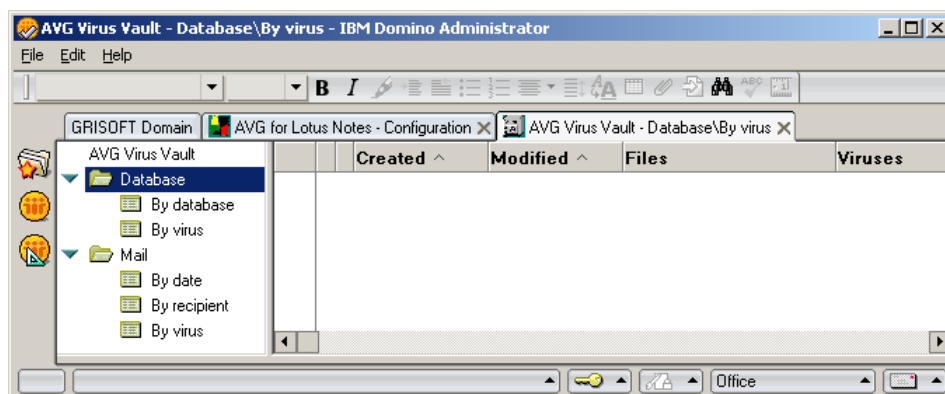 AVG Virus Vault - Database\By virus - IBM Domino Administrator
File Edit Help
B I A ABC
GRISOFT Domain AVG for Lotus Notes - Configuration AVG Virus Vault - Database\By virus
AVG Virus Vault Created Modified Files Viruses
Database
By database
By virus
Mail
By date
By recipient
By virus
Office